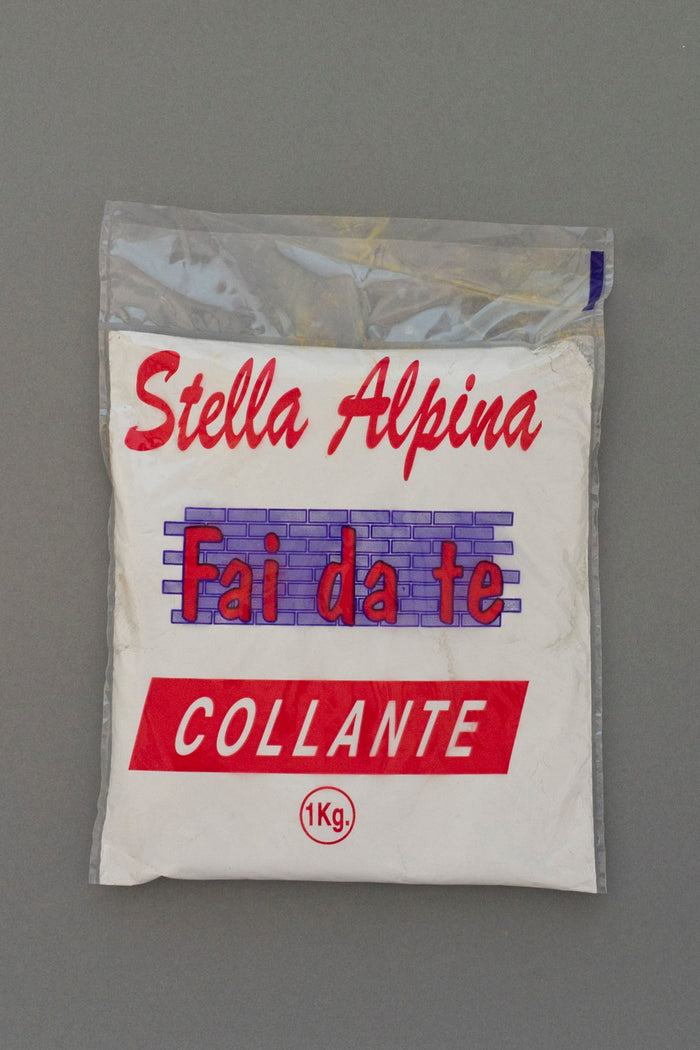 Stella Alpina
Fai da te
COLLANTE
1Kg.